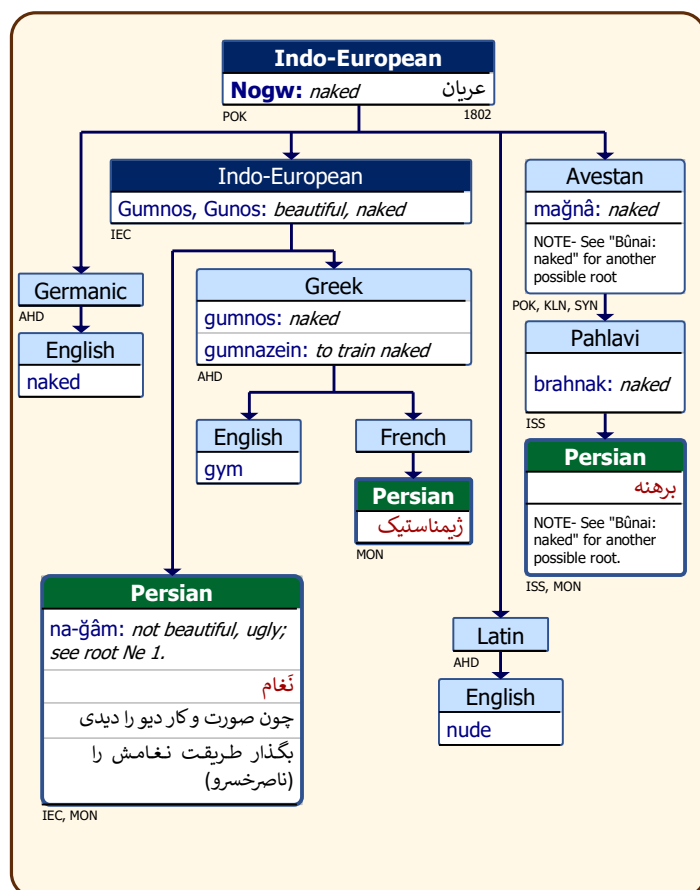 Indo-European
Nogw: naked عریان
POK 1802
Indo-European
Gumnos, Gunos: beautiful, naked
IEC
Avestan
mağnâ: naked
NOTE- See "Bûnai:
naked" for another
possible root
POK, KLN, SYN
Germanic
AHD
English
naked
Greek
gumnos: naked
gumnazein: to train naked
AHD
Pahlavi
brahnak: naked
ISS
English
gym
French
Persian
ژیمناستیک
MON
Persian
برهنه
NOTE- See "Bûnai:
naked" for another
possible root.
ISS, MON
Persian
na-ğâm: not beautiful, ugly;
see root Ne 1.
نَغام
چون صورت و کار دیو را دیدی
بگذار طریقت نغامش را
(ناصرخسرو)
IEC, MON
Latin
AHD
English
nude